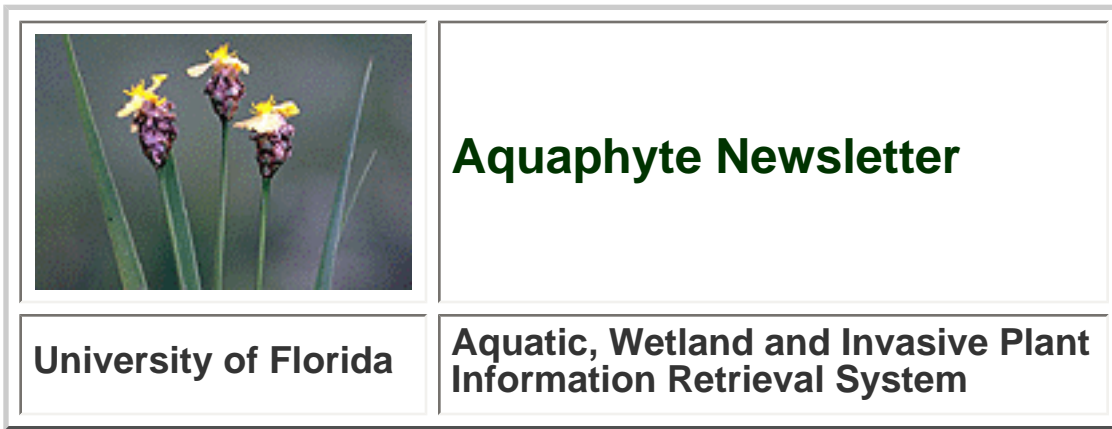 Aquaphyte Newsletter
University of Florida
Aquatic, Wetland and Invasive Plant
Information Retrieval System